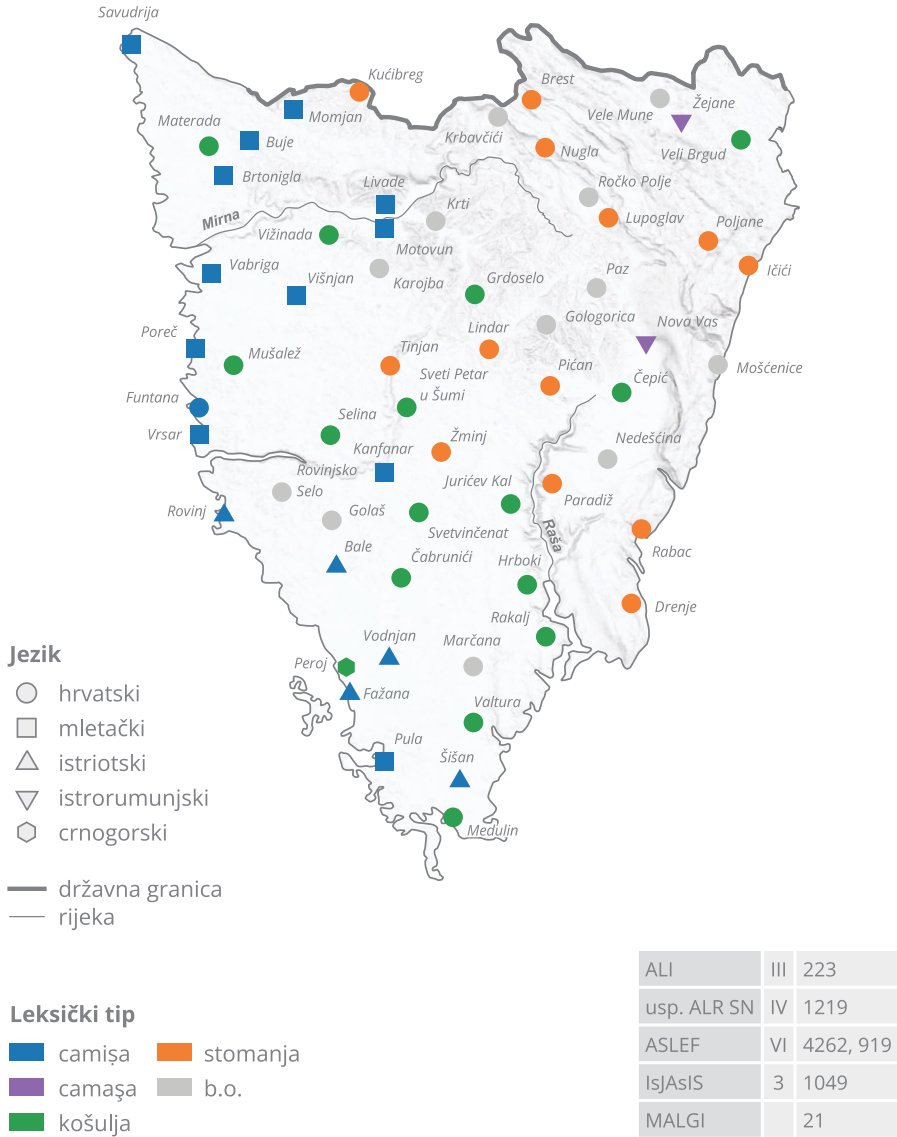 Savudrija
Kućibreg
Brest
Žejane
Vele Mune
Momjan
Materada
Krbavčići
Buje
Nugla
Veli Brgud
Brtonigla
Livade
Ročko Polje
Krti
Mirna
Lupoglav
Poljane
Vižinada
Motovun
Vabriga
Višnjan
Karojba
Grdoselo
Paz
Ičići
Gologorica
Nova Vas
Poreč
Lindar
Mušalež
Tinjan
Pićan
Mošćenice
Sveti Petar
u Šumi
Čepić
Funtana
Selina
Vrsar
Žminj
Nedešćina
Kanfanar
Rovinjsko
Selo
Jurićev Kal
Paradiž
Rovinj
Golaš
Svetvinčenat
Raša
Bale
Čabrunići
Hrboki
Rabac
Drenje
Rakalj
Vodnjan
Marčana
Peroj
Fažana
Valtura
Pula
Šišan
Medulin
Jezik
hrvatski
mletački
istriotski
istrorumunjski
crnogorski
državna granica
rijeka
Leksički tip
camiṣa
stomanja
camaşa
b.o.
košulja
ALI III 223
usp. ALR SN IV 1219
ASLEF VI 4262, 919
IsJAsIS 3 1049
MALGI 21